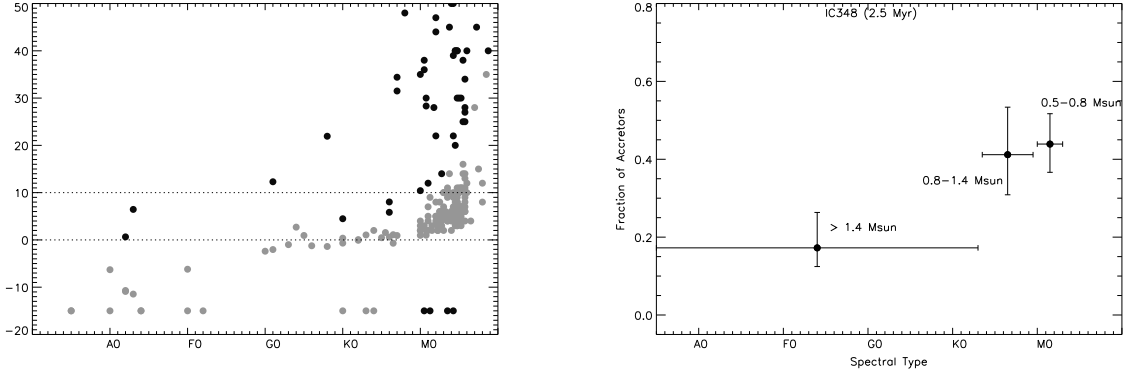 50
40
30
20
10
0
−10
−20
A0 F0 G0 K0 M0
IC348 (2.5 Myr)
0.8
0.6
0.4
0.2
0.0
Fraction of Accretors
0.5−0.8 Msun
0.8−1.4 Msun
> 1.4 Msun
A0 F0 G0 K0 M0
Spectral Type